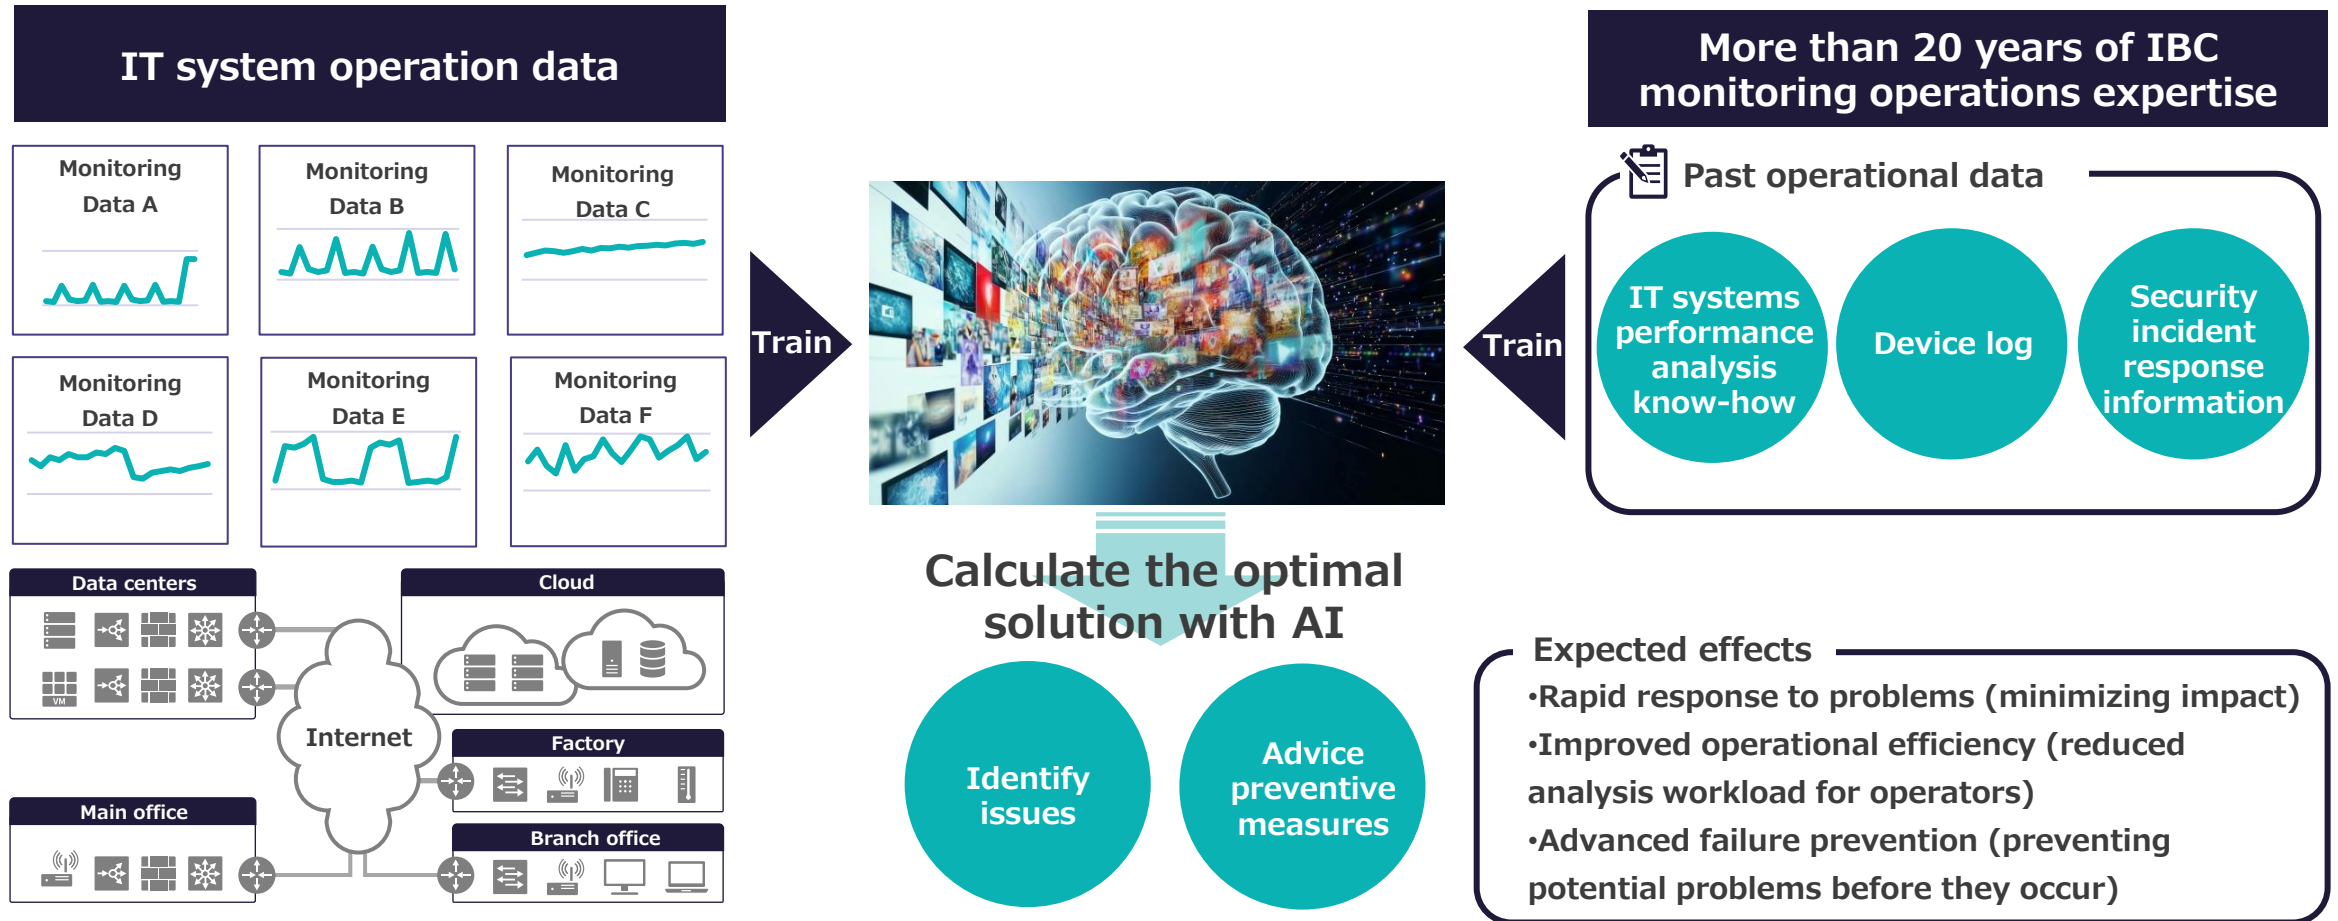 IT system operation data
Monitoring
Data A
Monitoring
Data B
Monitoring
Data C
Monitoring
Data D
Monitoring
Data E
Monitoring
Data F
Data centers
VM
Cloud
Internet
Factory
Main office
Branch office
Train
Calculate the optimal
solution with AI
Identify
issues
Advice
preventive
measures
Train
More than 20 years of IBC
monitoring operations expertise
Past operational data
IT systems
performance
analysis
know-how
Device log
Security
incident
response
information
Expected effects
•Rapid response to problems (minimizing impact)
•Improved operational efficiency (reduced
analysis workload for operators)
•Advanced failure prevention (preventing
potential problems before they occur)